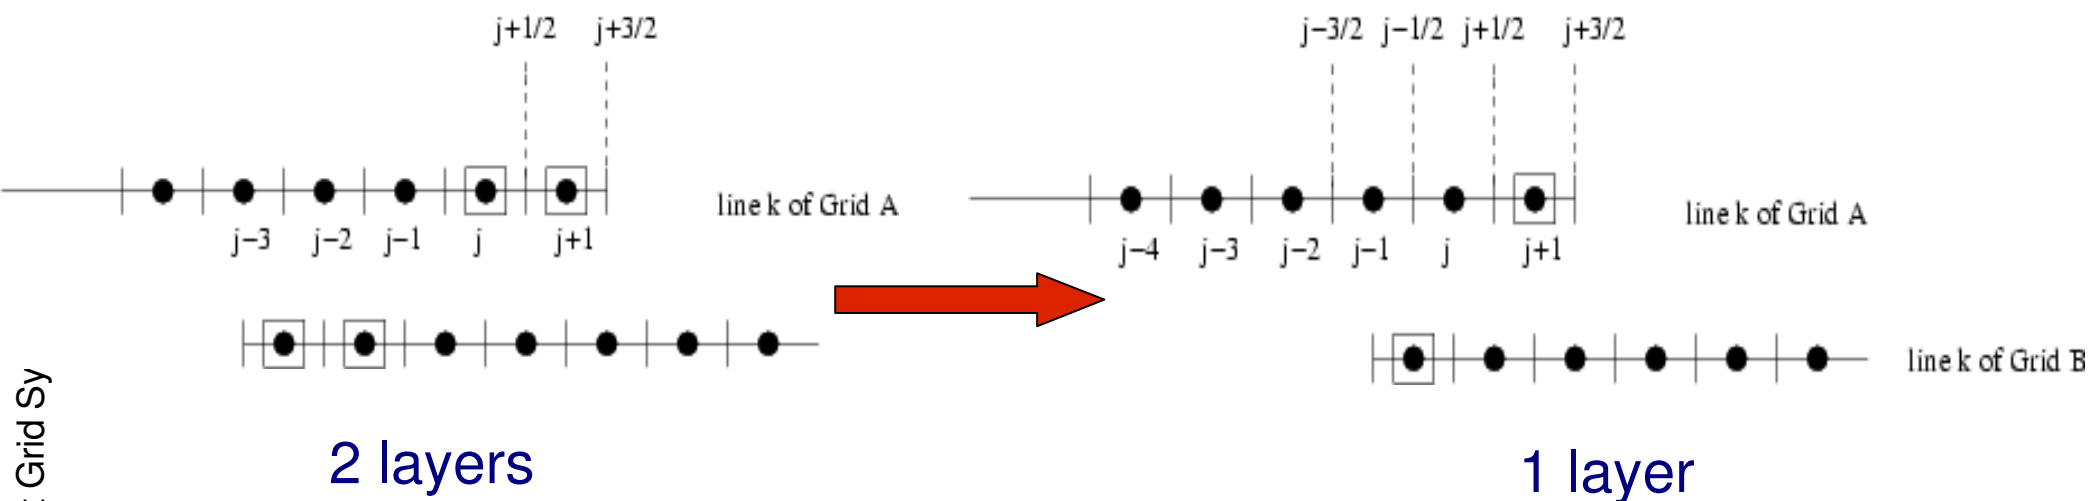 j+1/2 j+3/2
line k of Grid A
j−3 j−2 j−1 j j+1
2 layers
j−3/2 j−1/2 j+1/2 j+3/2
line k of Grid A
j−4 j−3 j−2 j−1 j j+1
line k of Grid B
1 layer
Grid Sy